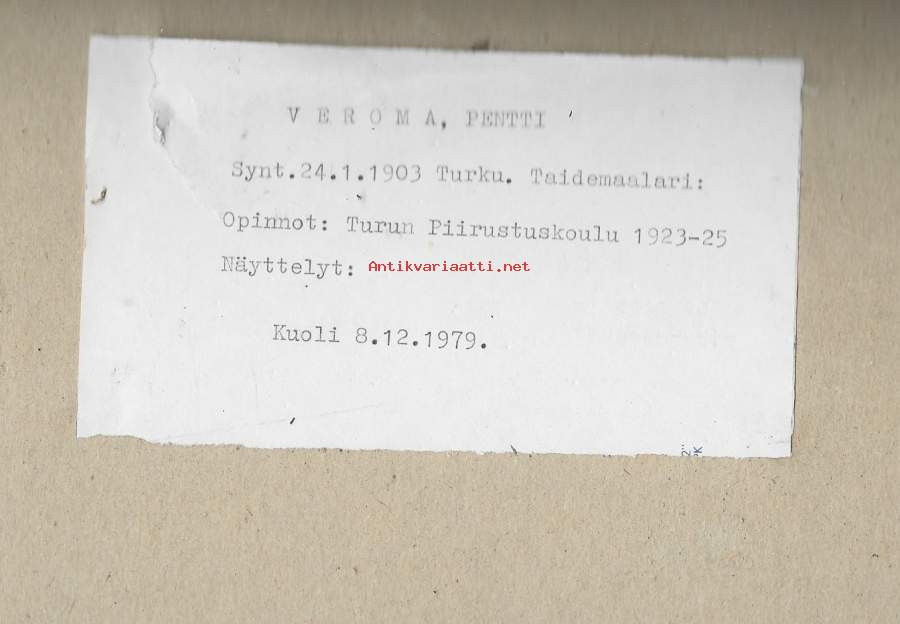 V E R O M A, PENTTI
Synt.24.1.1903 Turku. Taidemaalari:
Opinnot: Turun Piirustuskoulu 1923-25
Näyttelyt: Antikvariaatti.net
Kuoli 8.12.1979.